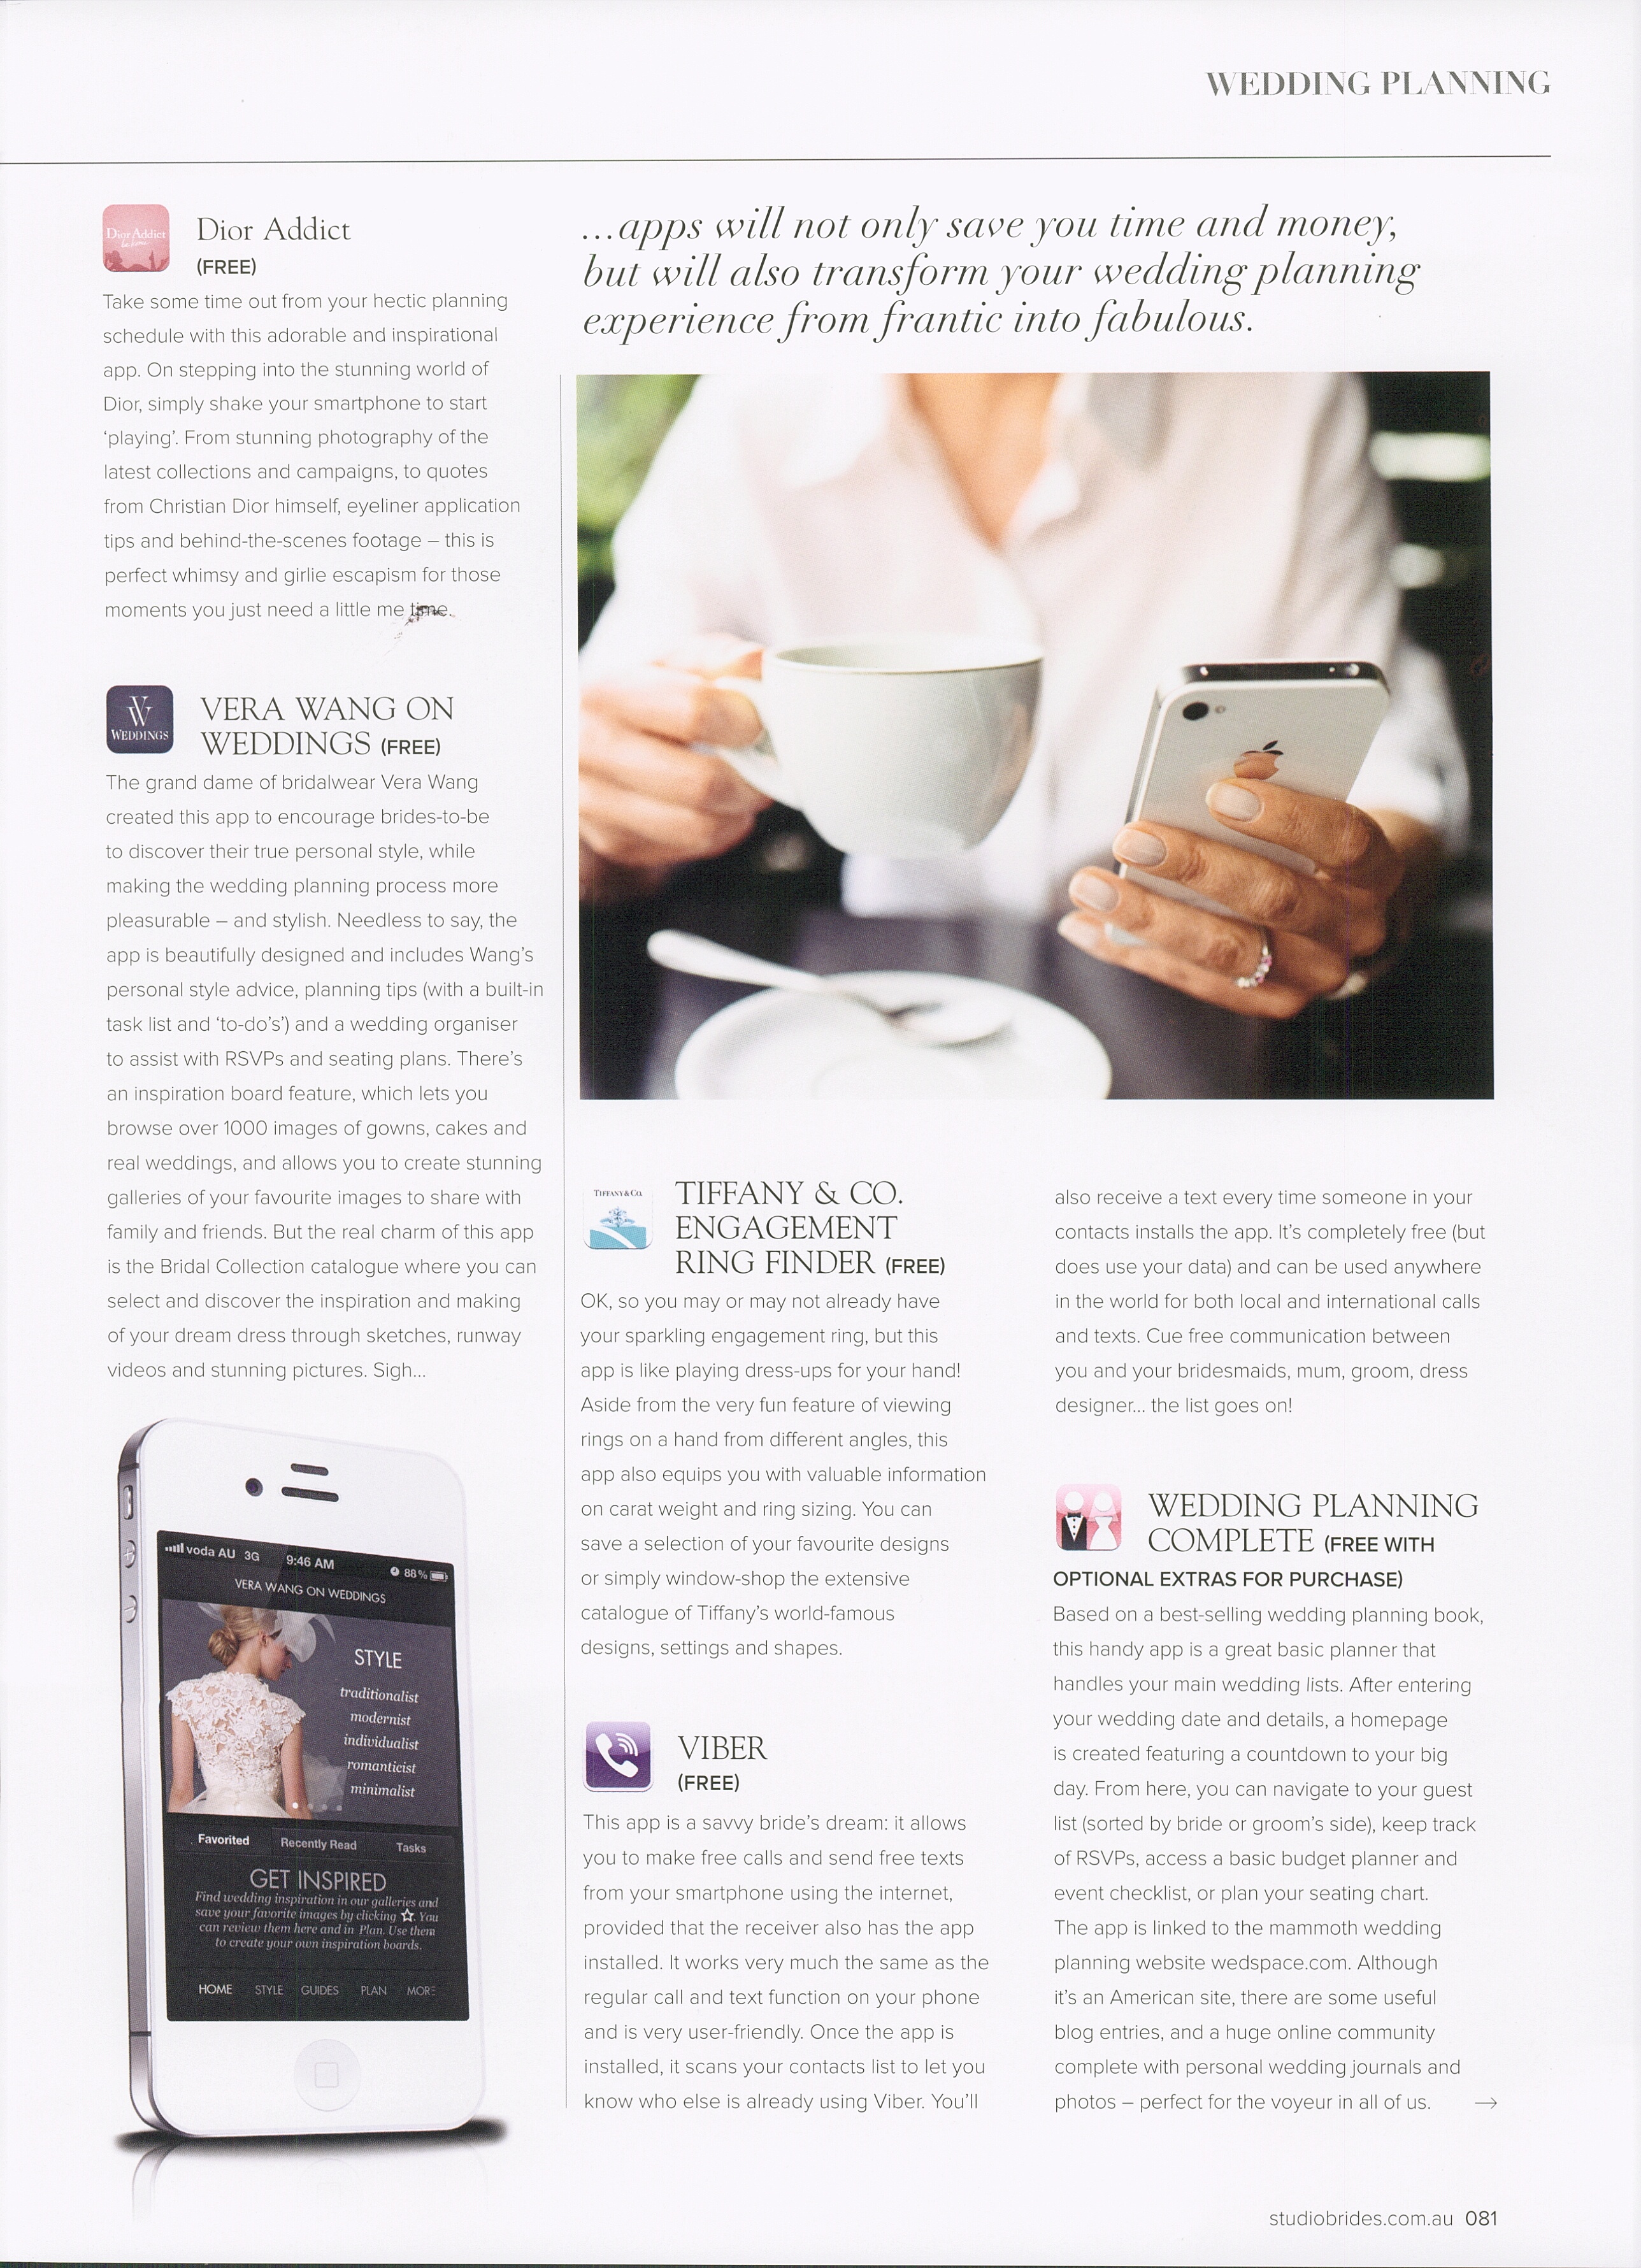 WEDDING PLANNING
Dior Addict
Dior Addict
(FREE)
Take some time out from your hectic planning
schedule with this adorable and inspirational
app. On stepping into the stunning world of
Dior, simply shake your smartphone to start
‘playing’. From stunning photography of the
latest collections and campaigns, to quotes
from Christian Dior himself, eyeliner application
tips and behind-the-scenes footage – this is
perfect whimsy and girlie escapism for those
moments you just need a little me time.
VW
WEDDINGS
VERA WANG ON
WEDDINGS (FREE)
The grand dame of bridalwear Vera Wang
created this app to encourage brides-to-be
to discover their true personal style, while
making the wedding planning process more
pleasurable – and stylish. Needless to say, the
app is beautifully designed and includes Wang’s
personal style advice, planning tips (with a built-in
task list and ‘to-do’s’) and a wedding organiser
to assist with RSVPs and seating plans. There’s
an inspiration board feature, which lets you
browse over 1000 images of gowns, cakes and
real weddings, and allows you to create stunning
galleries of your favourite images to share with
family and friends. But the real charm of this app
is the Bridal Collection catalogue where you can
select and discover the inspiration and making
of your dream dress through sketches, runway
videos and stunning pictures. Sigh...
voda AU 3G 9:46 AM 88%
VERA WANG ON WEDDINGS
STYLE
traditionalist
modernist
individualist
romanticist
minimalist
Favorited Recently Read Tasks
GET INSPIRED
Find wedding inspiration in our galleries and
save your favorite images by clicking ☆. You
can review them here and in Plan. Use them
to create your own inspiration boards.
HOME STYLE GUIDES PLAN MORE
...apps will not only save you time and money,
but will also transform your wedding planning
experience from frantic into fabulous.
TIFFANY & CO.
TIFFANY & CO.
ENGAGEMENT
RING FINDER (FREE)
OK, so you may or may not already have
your sparkling engagement ring, but this
app is like playing dress-ups for your hand!
Aside from the very fun feature of viewing
rings on a hand from different angles, this
app also equips you with valuable information
on carat weight and ring sizing. You can
save a selection of your favourite designs
or simply window-shop the extensive
catalogue of Tiffany’s world-famous
designs, settings and shapes.
VIBER
(FREE)
This app is a savvy bride’s dream: it allows
you to make free calls and send free texts
from your smartphone using the internet,
provided that the receiver also has the app
installed. It works very much the same as the
regular call and text function on your phone
and is very user-friendly. Once the app is
installed, it scans your contacts list to let you
know who else is already using Viber. You’ll
also receive a text every time someone in your
contacts installs the app. It’s completely free (but
does use your data) and can be used anywhere
in the world for both local and international calls
and texts. Cue free communication between
you and your bridesmaids, mum, groom, dress
designer... the list goes on!
WEDDING PLANNING
COMPLETE (FREE WITH
OPTIONAL EXTRAS FOR PURCHASE)
Based on a best-selling wedding planning book,
this handy app is a great basic planner that
handles your main wedding lists. After entering
your wedding date and details, a homepage
is created featuring a countdown to your big
day. From here, you can navigate to your guest
list (sorted by bride or groom’s side), keep track
of RSVPs, access a basic budget planner and
event checklist, or plan your seating chart.
The app is linked to the mammoth wedding
planning website wedspace.com. Although
it’s an American site, there are some useful
blog entries, and a huge online community
complete with personal wedding journals and
photos – perfect for the voyeur in all of us. →
studiobrides.com.au 081